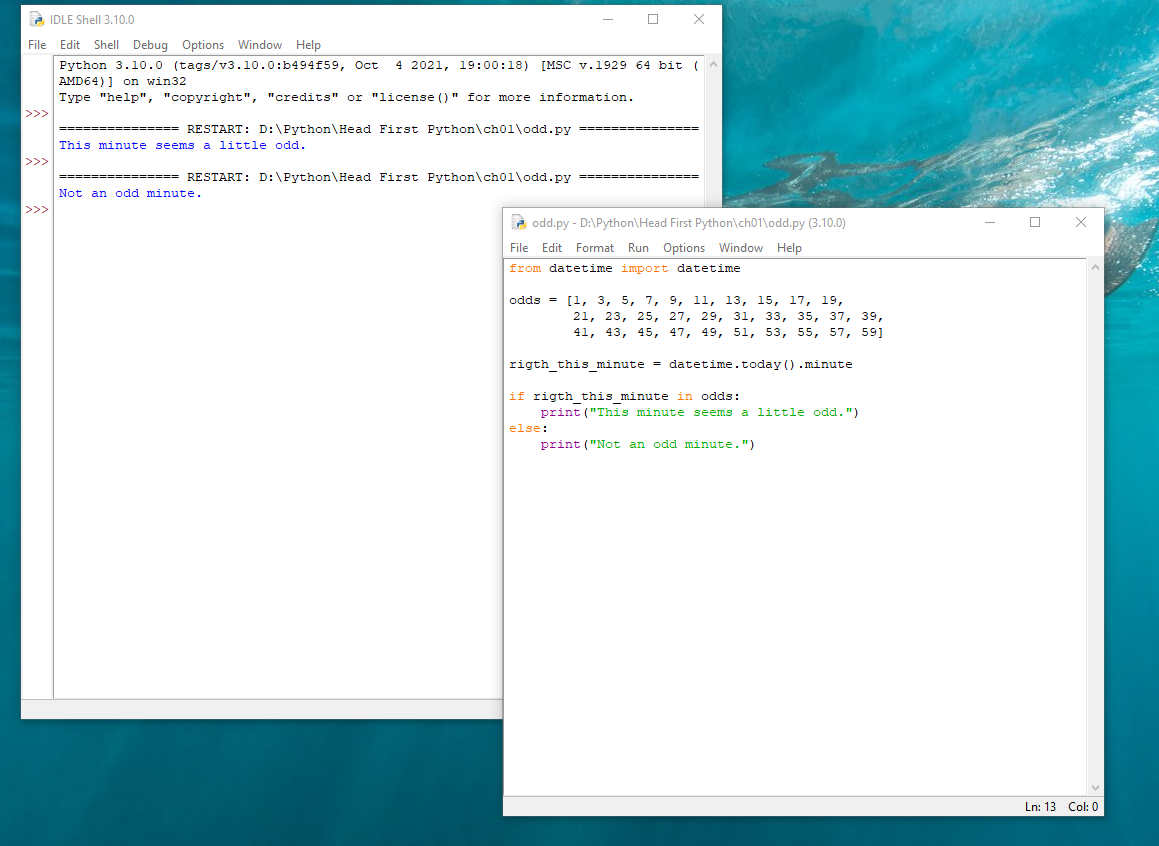 IDLE Shell 3.10.0
File Edit Shell Debug Options Window Help
Python 3.10.0 (tags/v3.10.0:b494f59, Oct  4 2021, 19:00:18) [MSC v.1929 64 bit (
AMD64)] on win32
Type "help", "copyright", "credits" or "license()" for more information.
>>>
=============== RESTART: D:\Python\Head First Python\ch01\odd.py ===============
This minute seems a little odd.
>>>
=============== RESTART: D:\Python\Head First Python\ch01\odd.py ===============
Not an odd minute.
>>>
odd.py - D:\Python\Head First Python\ch01\odd.py (3.10.0)
File Edit Format Run Options Window Help
from datetime import datetime
odds = [1, 3, 5, 7, 9, 11, 13, 15, 17, 19,
        21, 23, 25, 27, 29, 31, 33, 35, 37, 39,
        41, 43, 45, 47, 49, 51, 53, 55, 57, 59]
rigth_this_minute = datetime.today().minute
if rigth_this_minute in odds:
    print("This minute seems a little odd.")
else:
    print("Not an odd minute.")
Ln: 13 Col: 0